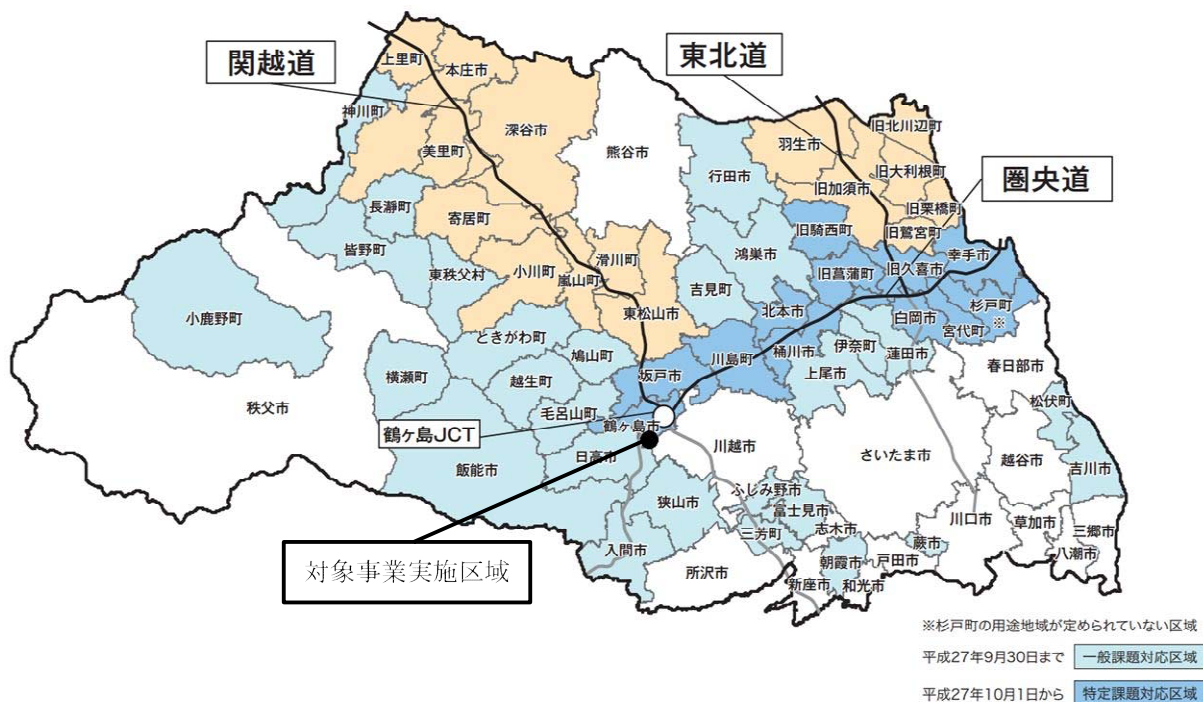 関越道
東北道
圏央道
上里町
本庄市
神川町
深谷市
美里町
熊谷市
行田市
羽生市
旧北川辺町
旧大利根町
旧加須市
旧栗橋町
旧鷲宮町
長瀞町
寄居町
皆野町
東秩父村
小川町
嵐山町
滑川町
東松山市
吉見町
鴻巣市
旧騎西町
旧菖蒲町
旧久喜市
幸手市
杉戸町
※
宮代町
白岡市
北本市
桶川市
川島町
伊奈町
蓮田市
上尾市
春日部市
小鹿野町
ときがわ町
鳩山町
坂戸市
横瀬町
越生町
毛呂山町
秩父市
鶴ヶ島JCT
鶴ヶ島市
日高市
川越市
さいたま市
松伏町
越谷市
吉川市
飯能市
狭山市
ふじみ野市
富士見市
三芳町
志木市
川口市
草加市
三郷市
八潮市
入間市
所沢市
朝霞市
戸田市
蕨市
新座市
和光市
対象事業実施区域
※杉戸町の用途地域が定められていない区域
平成27年9月30日まで 一般課題対応区域
平成27年10月1日から 特定課題対応区域